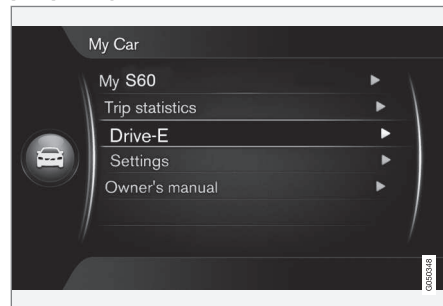 My Car
My S60
Trip statistics
Drive-E
Settings
Owner's manual
G050348